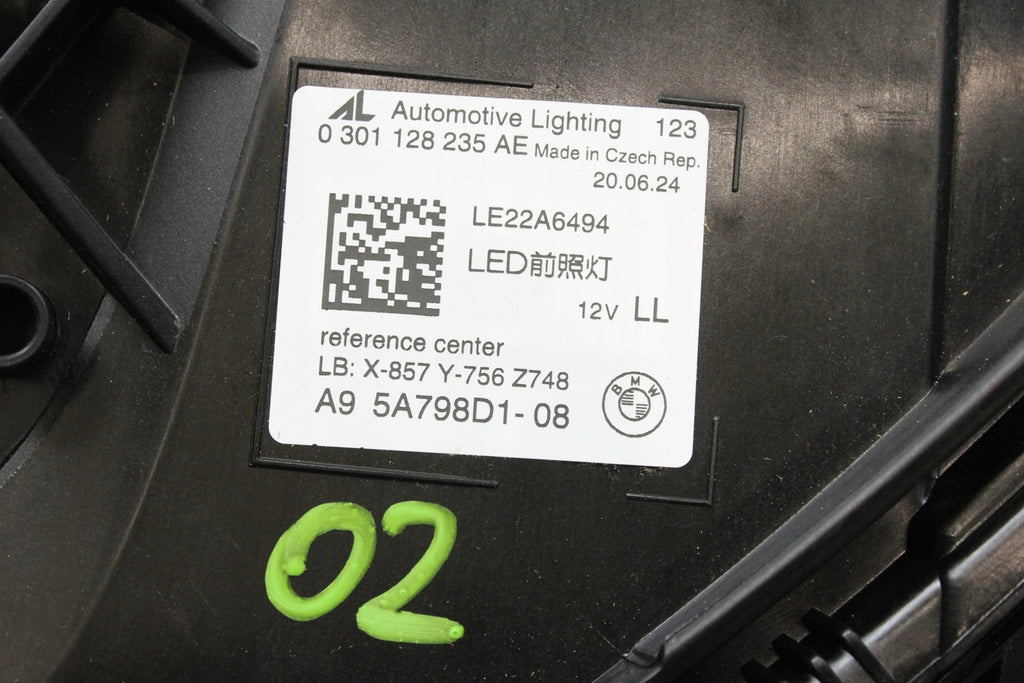 AL Automotive Lighting 123
0 301 128 235 AE Made in Czech Rep.
20.06.24
LE22A6494
LED前照灯
12V LL
reference center
LB: X-857 Y-756 Z748
A9 5A798D1-08
BMW
02